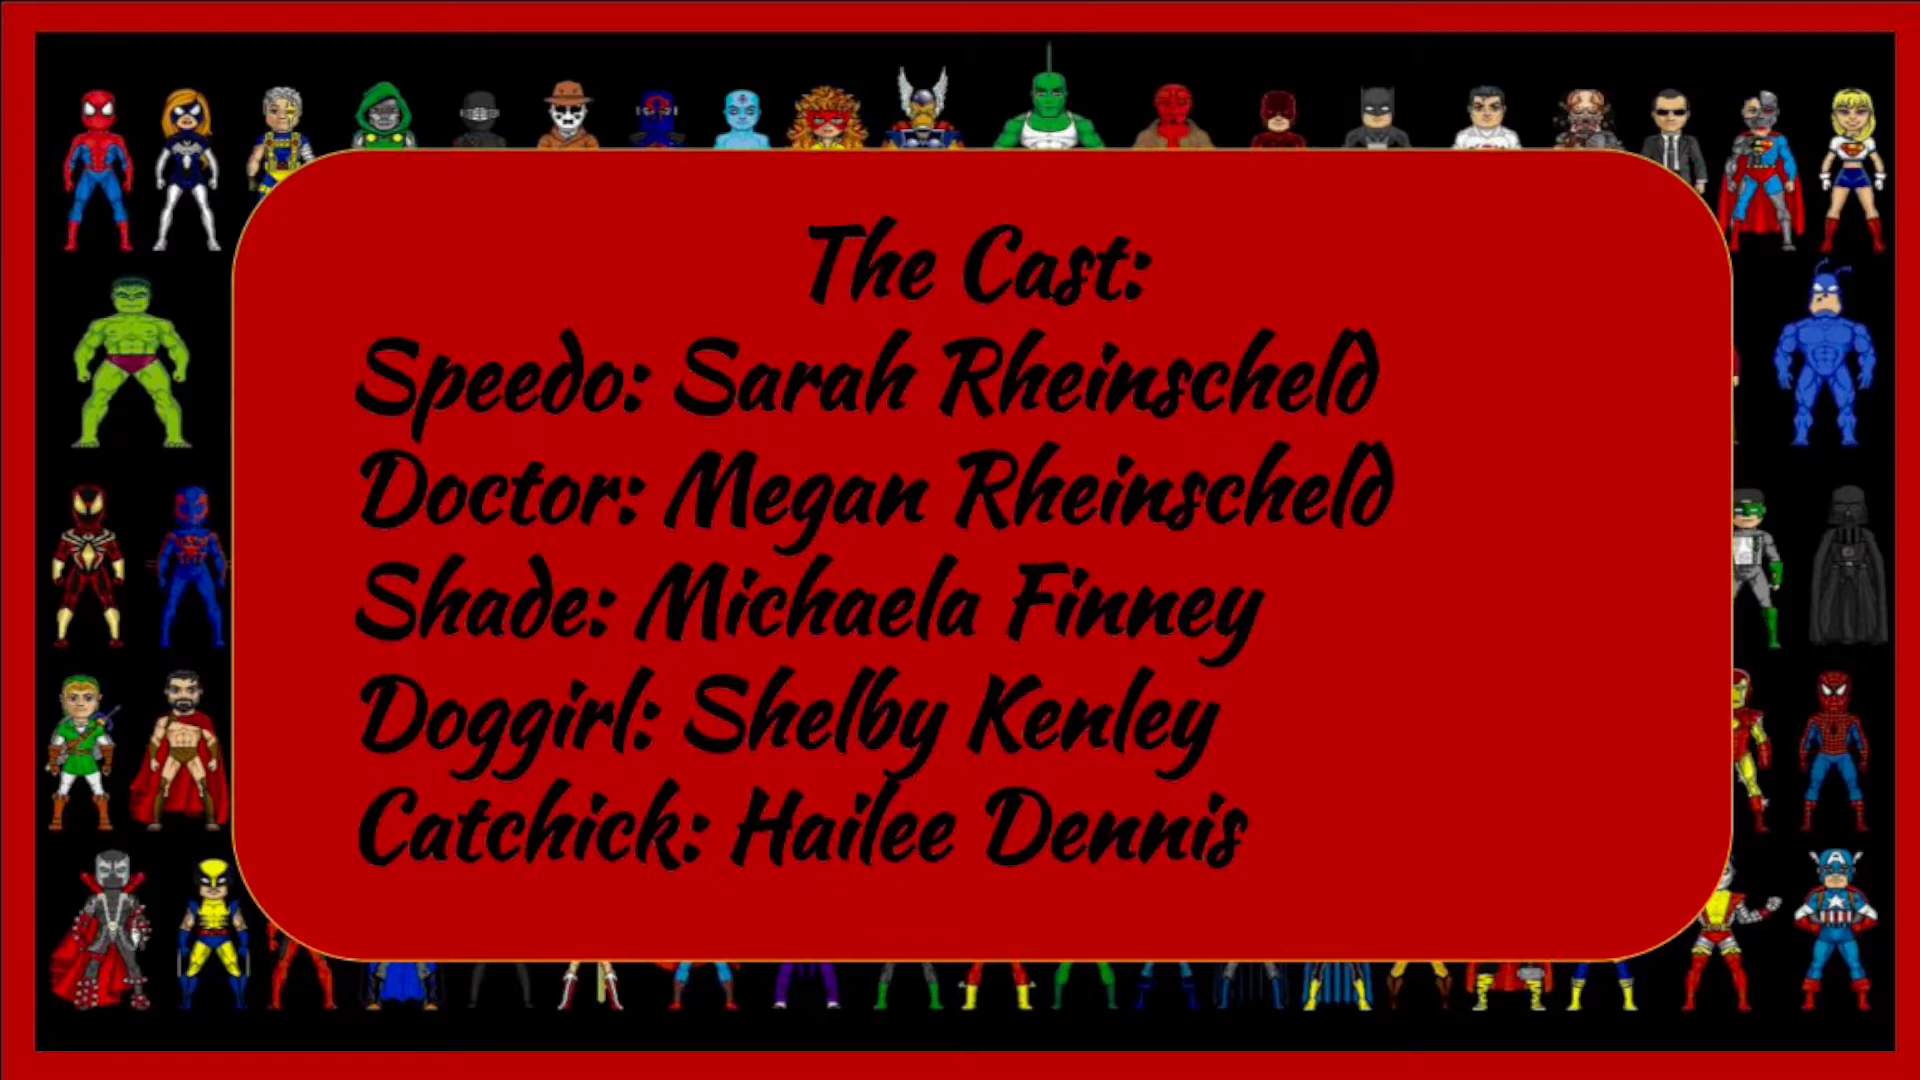 The Cast:
Speedo: Sarah Rheinscheld
Doctor: Megan Rheinscheld
Shade: Michaela Finney
Doggirl: Shelby Kenley
Catchick: Hailee Dennis